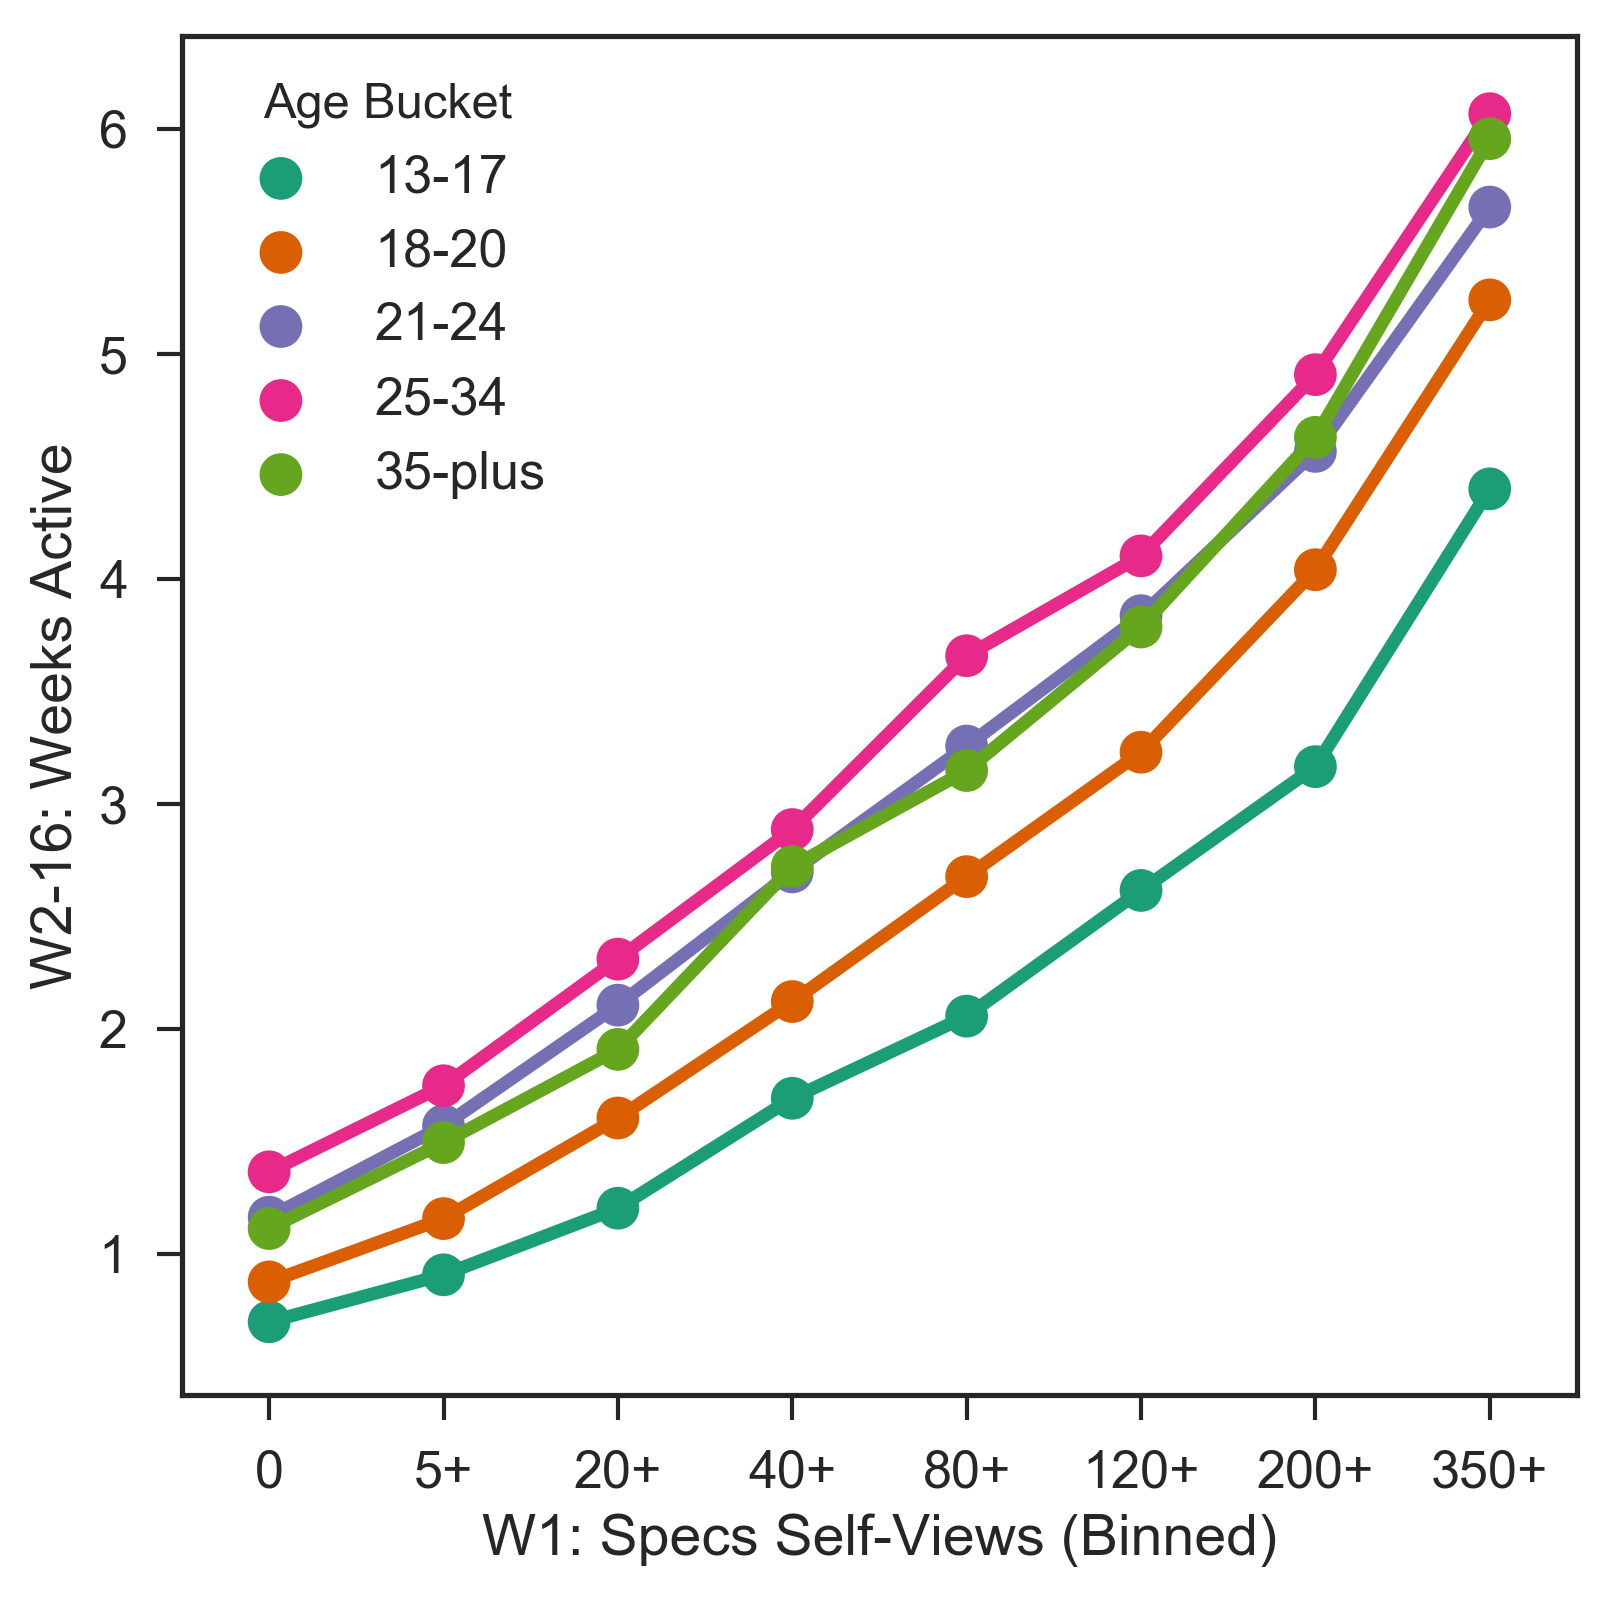 Age Bucket
13-17
18-20
21-24
25-34
35-plus
W2-16: Weeks Active
6
5
4
3
2
1
0 5+ 20+ 40+ 80+ 120+ 200+ 350+
W1: Specs Self-Views (Binned)